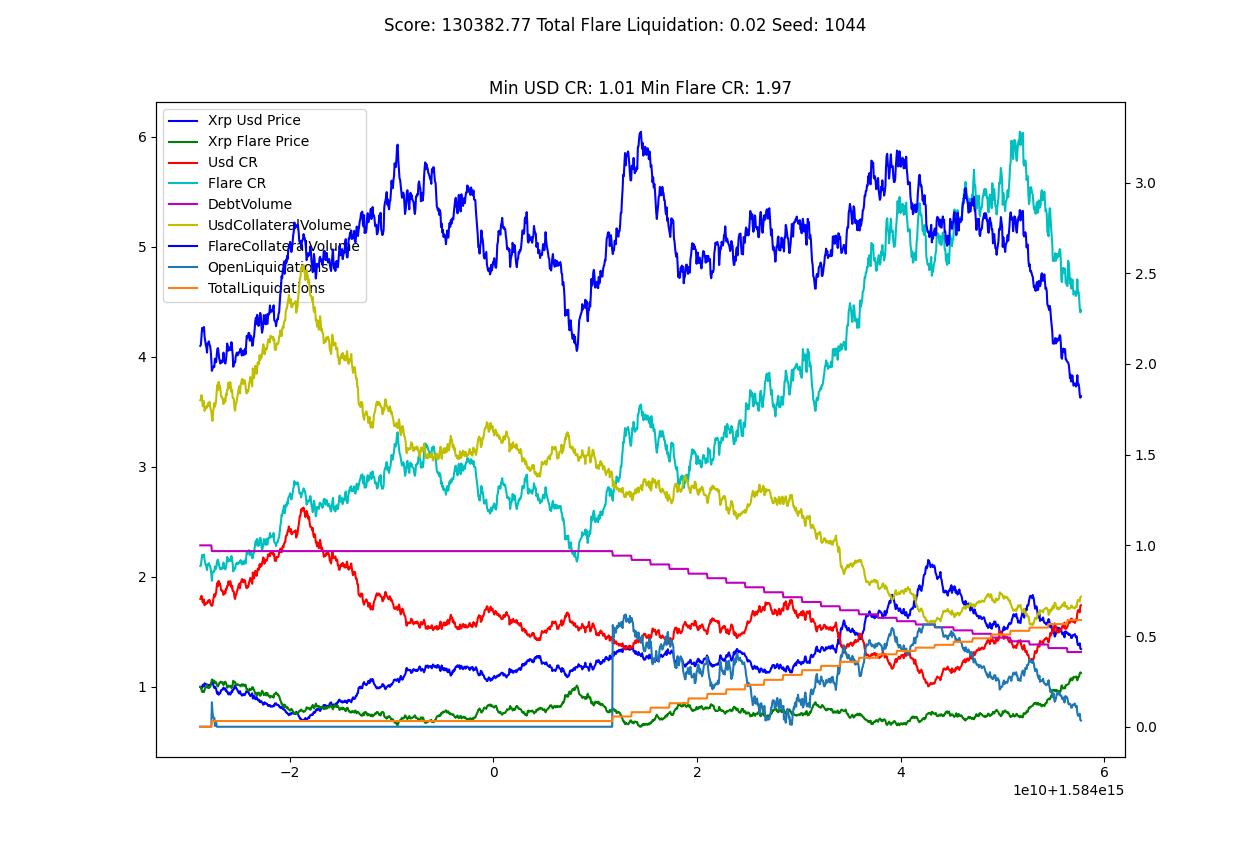 Score: 130382.77 Total Flare Liquidation: 0.02 Seed: 1044
Min USD CR: 1.01 Min Flare CR: 1.97
Xrp Usd Price
Xrp Flare Price
Usd CR
Flare CR
DebtVolume
UsdCollateralVolume
FlareCollateralVolume
OpenLiquidations
TotalLiquidations
6
5
4
3
2
1
3.0
2.5
2.0
1.5
1.0
0.5
0.0
−2
0
2
4
6
1e10+1.584e15